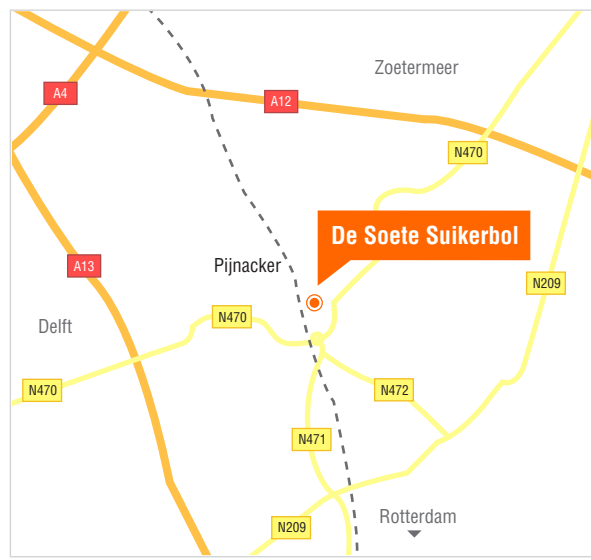 Zoetermeer
A4
A12
N470
De Soete Suikerbol
Pijnacker
A13
N209
N470
Delft
N470
N472
N471
N209
Rotterdam